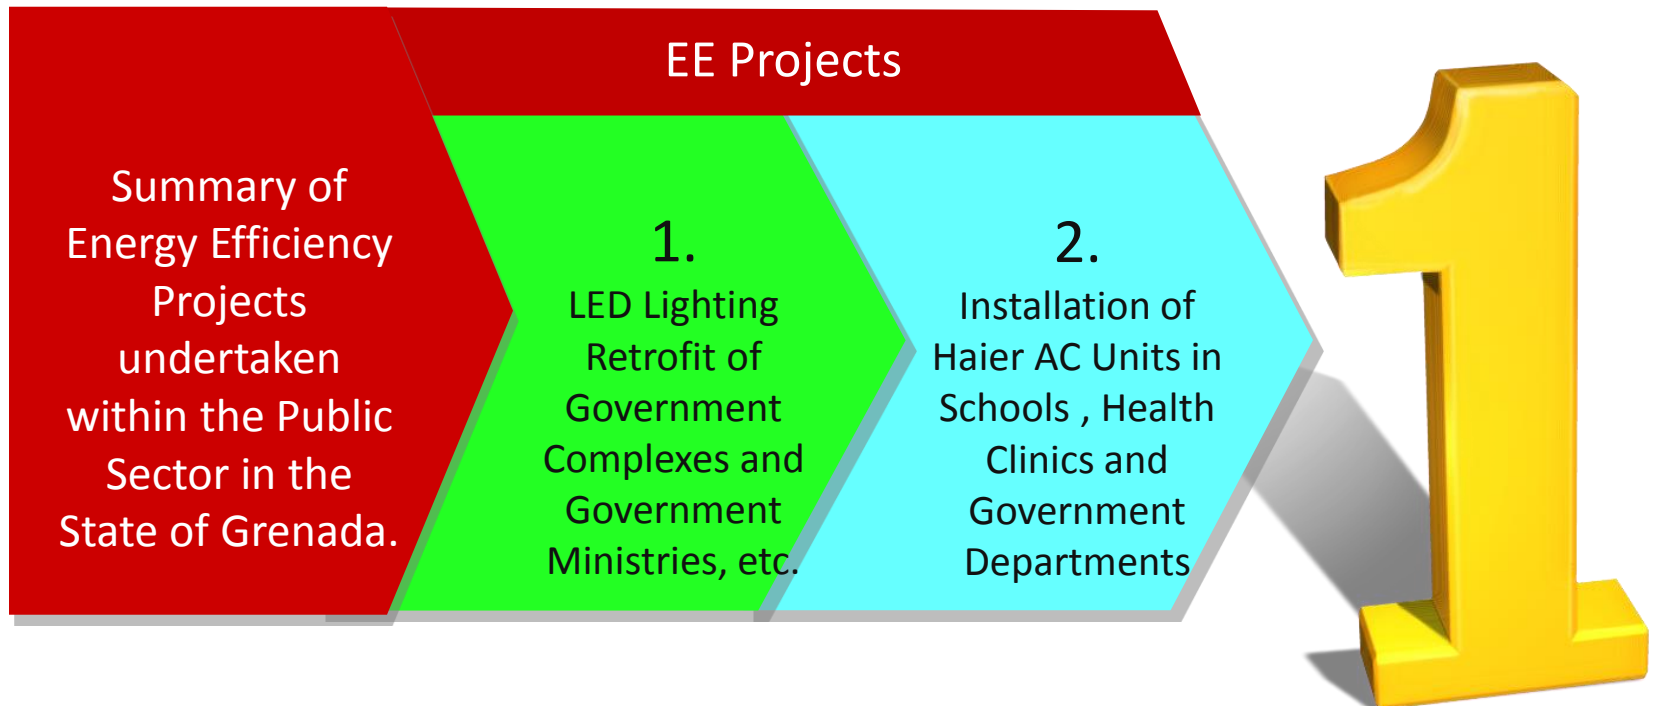 EE Projects
Summary of
Energy Efficiency
Projects
undertaken
within the Public
Sector in the
State of Grenada.
1.
LED Lighting
Retrofit of
Government
Complexes and
Government
Ministries, etc.
2.
Installation of
Haier AC Units in
Schools , Health
Clinics and
Government
Departments
1